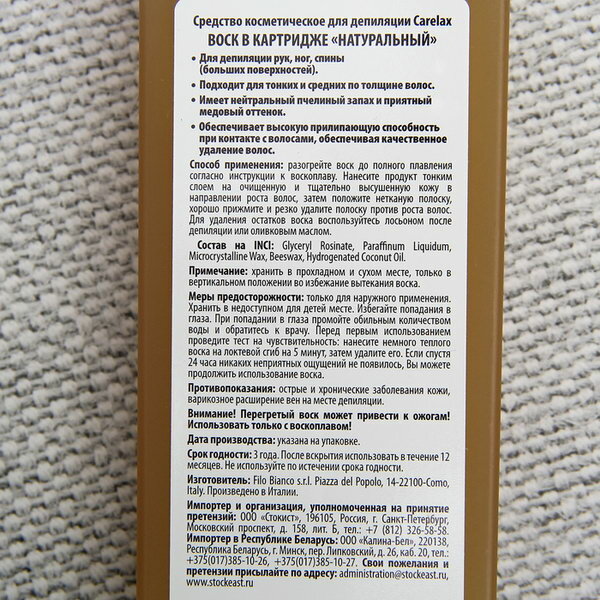 Средство косметическое для депиляции Carelax
ВОСК В КАРТРИДЖЕ «НАТУРАЛЬНЫЙ»
• Для депиляции рук, ног, спины
(больших поверхностей).
• Подходит для тонких и средних по толщине волос.
• Имеет нейтральный пчелиный запах и приятный
медовый оттенок.
• Обеспечивает высокую прилипающую способность
при контакте с волосами, обеспечивая качественное
удаление волос.
Способ применения: разогрейте воск до полного плавления
согласно инструкции к воскоплаву. Нанесите продукт тонким
слоем на очищенную и тщательно высушенную кожу в
направлении роста волос, затем положите нетканую полоску,
хорошо прижмите и резко удалите полоску против роста волос.
Для удаления остатков воска воспользуйтесь лосьоном после
депиляции или оливковым маслом.
Состав на INCI: Glyceryl Rosinate, Paraffinum Liquidum,
Microcrystalline Wax, Beeswax, Hydrogenated Coconut Oil.
Примечание: хранить в прохладном и сухом месте, только в
вертикальном положении во избежание вытекания воска.
Меры предосторожности: только для наружного применения.
Хранить в недоступном для детей месте. Избегайте попадания в
глаза. При попадании в глаза промойте обильным количеством
воды и обратитесь к врачу. Перед первым использованием
проведите тест на чувствительность: нанесите немного теплого
воска на локтевой сгиб на 5 минут, затем удалите его. Если спустя
24 часа никаких неприятных ощущений не появилось, Вы можете
продолжить использование воска.
Противопоказания: острые и хронические заболевания кожи,
варикозное расширение вен на месте депиляции.
Внимание! Перегретый воск может привести к ожогам!
Использовать только с воскоплавом!
Дата производства: указана на упаковке.
Срок годности: 3 года. После вскрытия использовать в течение 12
месяцев. Не используйте по истечении срока годности.
Изготовитель: Filo Bianco s.r.l. Piazza del Popolo, 14-22100-Como,
Italy. Произведено в Италии.
Импортер и организация, уполномоченная на принятие
претензий: ООО «Стокист», 196105, Россия, г. Санкт-Петербург,
Московский проспект, д. 158, лит. Б, тел.: +7 (812) 326-58-58.
Импортер в Республике Беларусь: ООО «Калина-Бел», 220138,
Республика Беларусь, г. Минск, пер. Липковский, д. 26, каб. 20, тел.:
+375(017)385-10-26, +375(017)385-10-27. Свои пожелания и
претензии присылайте по адресу: administration@stockeast.ru
www.stockeast.ru